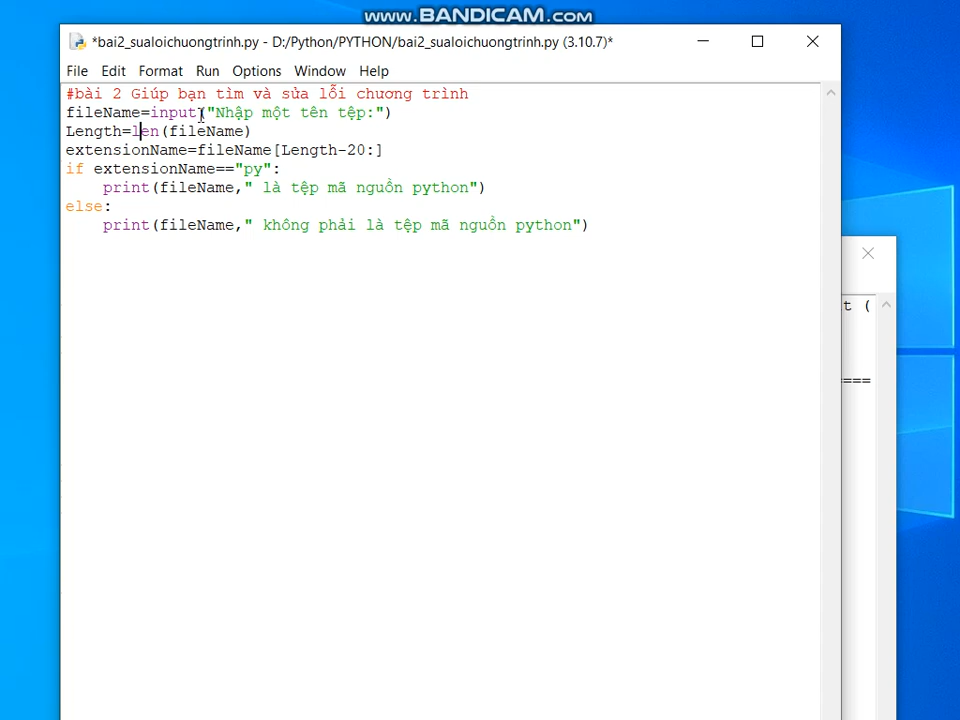 www.BANDICAM.com
*bai2_sualoichuongtrinh.py - D:/Python/PYTHON/bai2_sualoichuongtrinh.py (3.10.7)*
File Edit Format Run Options Window Help
#bài 2 Giúp bạn tìm và sửa lỗi chương trình
fileName=input("Nhập một tên tệp:")
Length=len(fileName)
extensionName=fileName[Length-20:]
if extensionName=="py":
    print(fileName," là tệp mã nguồn python")
else:
    print(fileName," không phải là tệp mã nguồn python")
t (
====